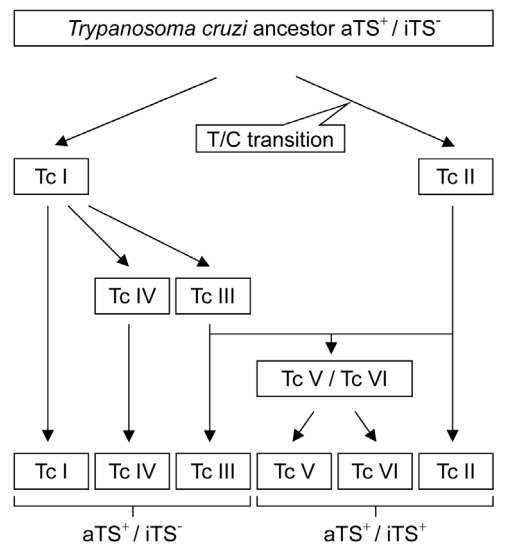 Trypanosoma cruzi ancestor aTS⁺ / iTS⁻
T/C transition
Tc I
Tc II
Tc IV
Tc III
Tc V / Tc VI
Tc I
Tc IV
Tc III
Tc V
Tc VI
Tc II
aTS⁺ / iTS⁻
aTS⁺ / iTS⁺